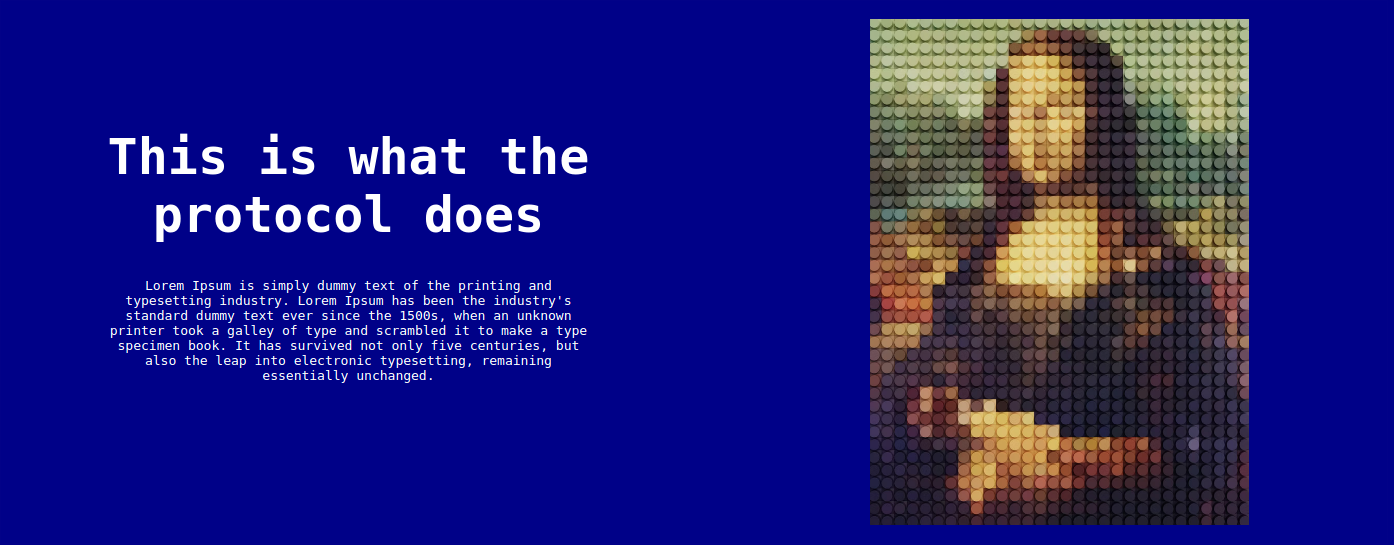 This is what the
protocol does
Lorem Ipsum is simply dummy text of the printing and
typesetting industry. Lorem Ipsum has been the industry's
standard dummy text ever since the 1500s, when an unknown
printer took a galley of type and scrambled it to make a type
specimen book. It has survived not only five centuries, but
also the leap into electronic typesetting, remaining
essentially unchanged.